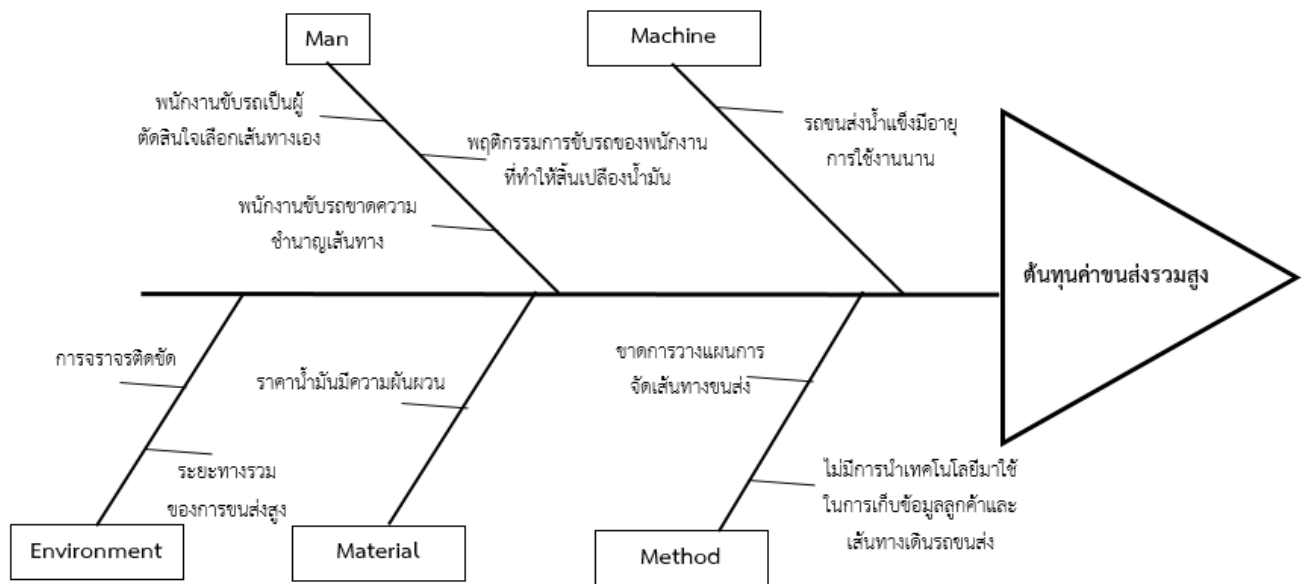 Man
Machine
พนักงานขับรถเป็นผู้
ตัดสินใจเลือกเส้นทางเอง
พฤติกรรมการขับรถของพนักงาน
ที่ทำให้สิ้นเปลืองน้ำมัน
รถขนส่งน้ำแข็งมีอายุ
การใช้งานนาน
พนักงานขับรถขาดความ
ชำนาญเส้นทาง
ต้นทุนค่าขนส่งรวมสูง
การจราจรติดขัด
ราคาน้ำมันมีความผันผวน
ขาดการวางแผนการ
จัดเส้นทางขนส่ง
ระยะทางรวม
ของการขนส่งสูง
ไม่มีการนำเทคโนโลยีมาใช้
ในการเก็บข้อมูลลูกค้าและ
เส้นทางเดินรถขนส่ง
Environment
Material
Method